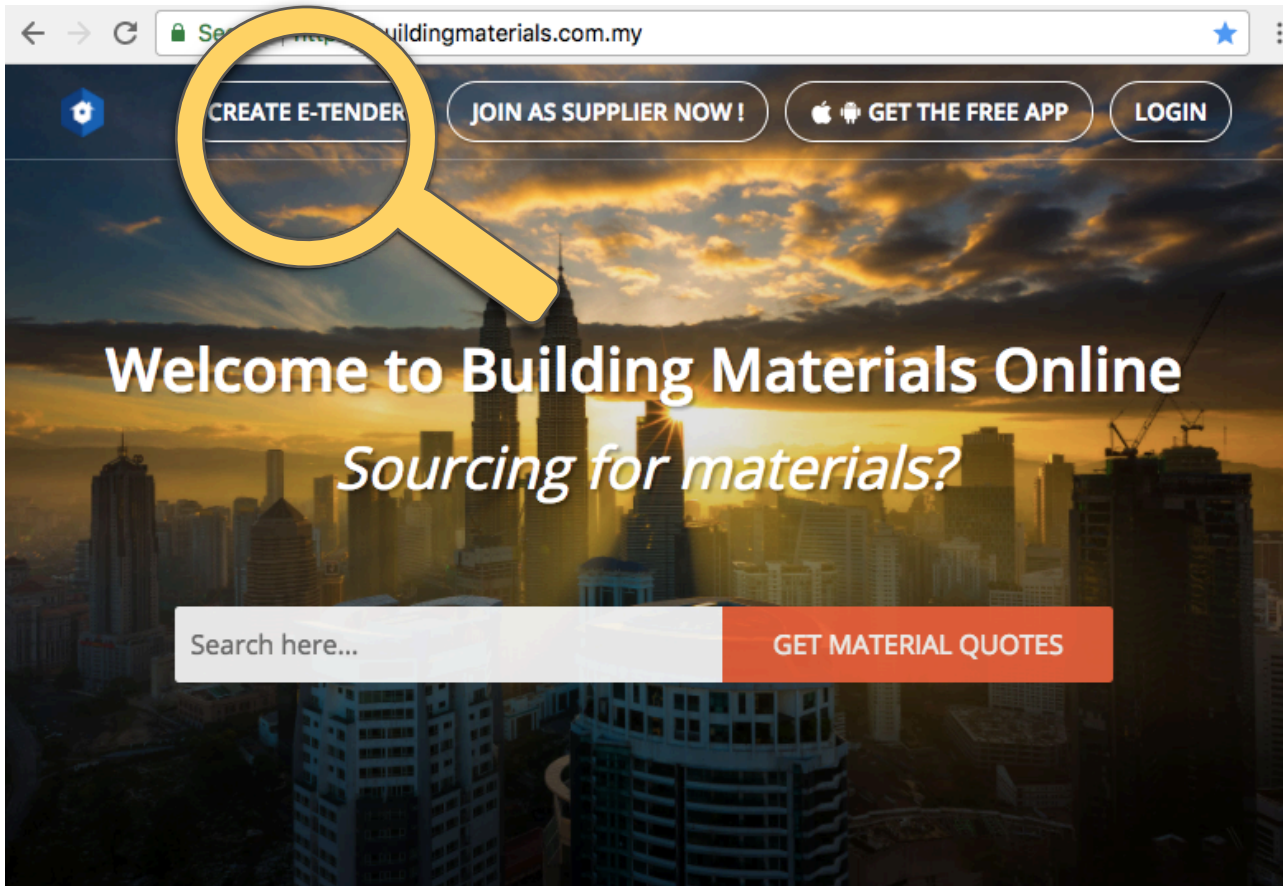 buildingmaterials.com.my
CREATE E-TENDER
JOIN AS SUPPLIER NOW !
GET THE FREE APP
LOGIN
Welcome to Building Materials Online
Sourcing for materials?
Search here...
GET MATERIAL QUOTES